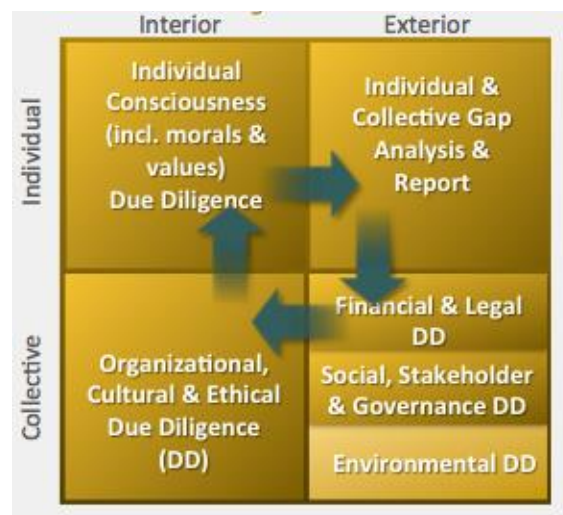 Interior
Exterior
Individual
Individual
Consciousness
(incl. morals &
values)
Due Diligence
Individual &
Collective Gap
Analysis &
Report
Collective
Organizational,
Cultural & Ethical
Due Diligence
(DD)
Financial & Legal
DD
Social, Stakeholder
& Governance DD
Environmental DD